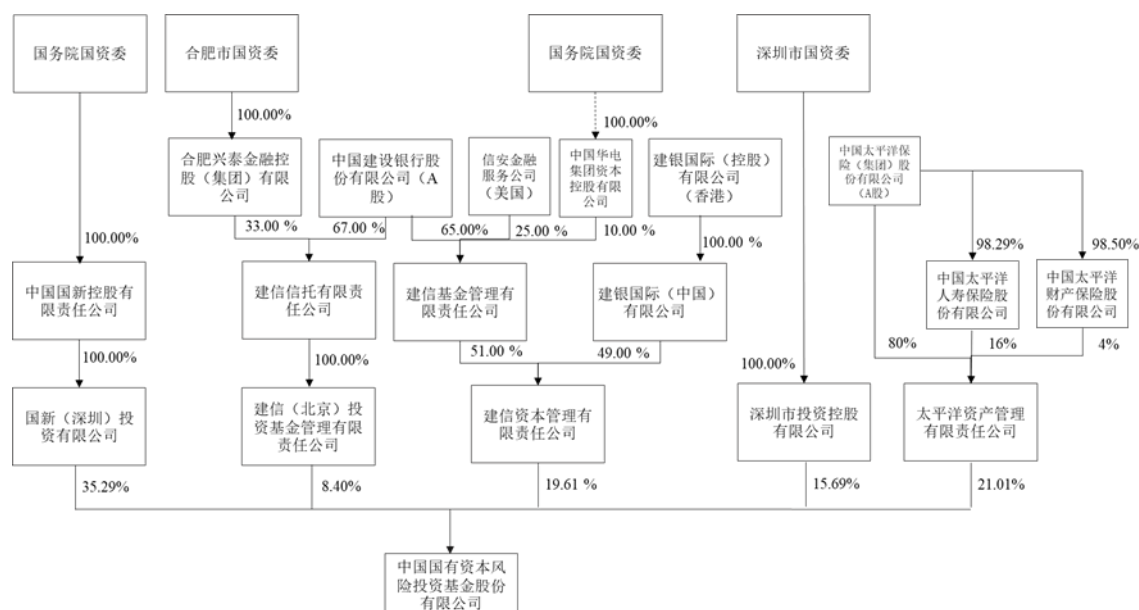 国务院国资委
合肥市国资委
国务院国资委
深圳市国资委
100.00%
100.00%
合肥兴泰金融控
股（集团）有限
公司
中国建设银行股
份有限公司（A
股）
信安金融
服务公司
（美国）
中国华电
集团资本
控股有限
公司
建银国际（控股）
有限公司
（香港）
中国太平洋保
险（集团）股
份有限公司
（A股）
33.00 %
67.00 %
65.00%
25.00 %
10.00 %
100.00%
100.00 %
98.29%
98.50%
中国国新控股有
限责任公司
建信信托有限责
任公司
建信基金管理有
限责任公司
建银国际（中国）
有限公司
中国太平洋
人寿保险股
份有限公司
中国太平洋
财产保险股
份有限公司
100.00%
100.00%
51.00 %
49.00 %
100.00%
80%
16%
4%
国新（深圳）投
资有限公司
建信（北京）投
资基金管理有限
责任公司
建信资本管理有
限责任公司
深圳市投资控股
有限公司
太平洋资产管理
有限责任公司
35.29%
8.40%
19.61 %
15.69%
21.01%
中国国有资本风
险投资基金股份
有限公司